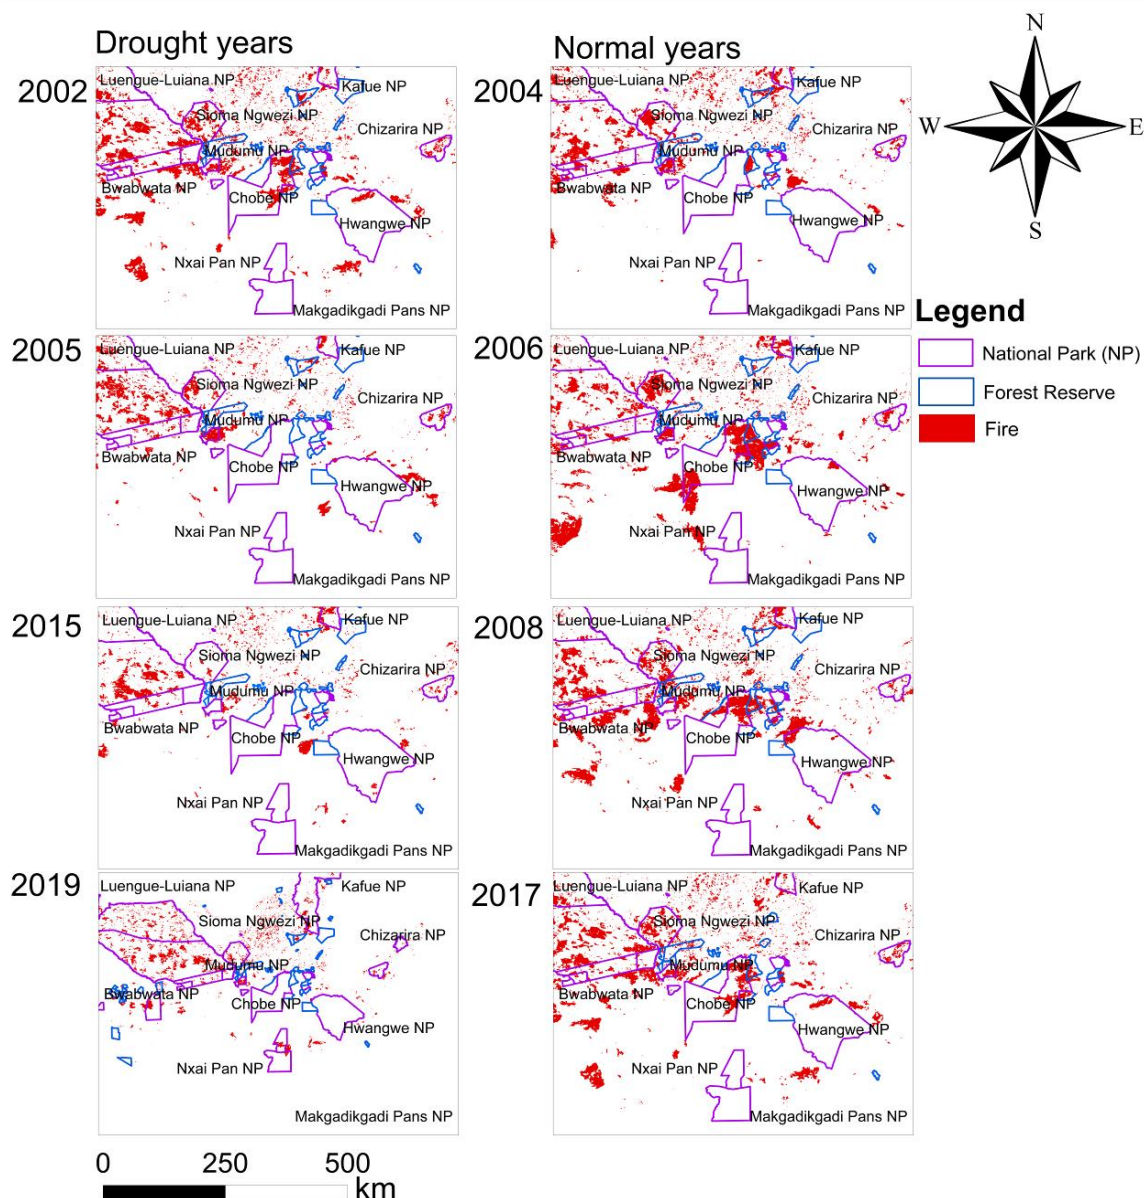 Drought years
Normal years
N
W
E
S
2002
Luengue-Luiana NP
Kafue NP
Sioma Ngwezi NP
Chizarira NP
Mudumu NP
Bwabwata NP
Chobe NP
Hwangwe NP
Nxai Pan NP
Makgadikgadi Pans NP
2004
Luengue-Luiana NP
Kafue NP
Sioma Ngwezi NP
Chizarira NP
Mudumu NP
Bwabwata NP
Chobe NP
Hwangwe NP
Nxai Pan NP
Makgadikgadi Pans NP
Legend
National Park (NP)
Forest Reserve
Fire
2005
Luengue-Luiana NP
Kafue NP
Sioma Ngwezi NP
Chizarira NP
Mudumu NP
Bwabwata NP
Chobe NP
Hwangwe NP
Nxai Pan NP
Makgadikgadi Pans NP
2006
Luengue-Luiana NP
Kafue NP
Sioma Ngwezi NP
Chizarira NP
Mudumu NP
Bwabwata NP
Chobe NP
Hwangwe NP
Nxai Pan NP
Makgadikgadi Pans NP
2015
Luengue-Luiana NP
Kafue NP
Sioma Ngwezi NP
Chizarira NP
Mudumu NP
Bwabwata NP
Chobe NP
Hwangwe NP
Nxai Pan NP
Makgadikgadi Pans NP
2008
Luengue-Luiana NP
Kafue NP
Sioma Ngwezi NP
Chizarira NP
Mudumu NP
Bwabwata NP
Chobe NP
Hwangwe NP
Nxai Pan NP
Makgadikgadi Pans NP
2019
Luengue-Luiana NP
Kafue NP
Sioma Ngwezi NP
Chizarira NP
Mudumu NP
Bwabwata NP
Chobe NP
Hwangwe NP
Nxai Pan NP
Makgadikgadi Pans NP
2017
Luengue-Luiana NP
Kafue NP
Sioma Ngwezi NP
Chizarira NP
Mudumu NP
Bwabwata NP
Chobe NP
Hwangwe NP
Nxai Pan NP
Makgadikgadi Pans NP
0 250 500
km